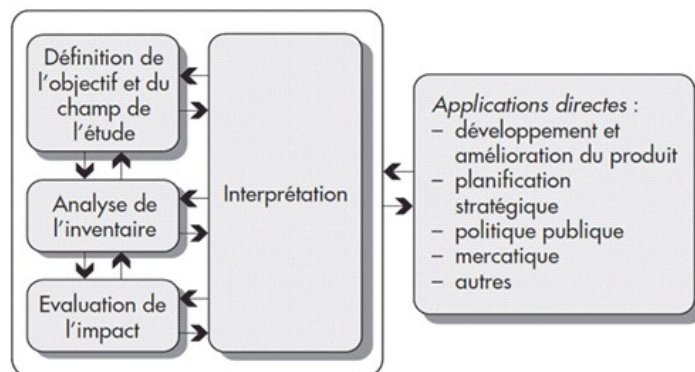 Définition de
l'objectif et du
champ de
l'étude
Analyse de
l'inventaire
Evaluation de
l'impact
Interprétation
Applications directes :
– développement et
amélioration du produit
– planification
stratégique
– politique publique
– mercatique
– autres